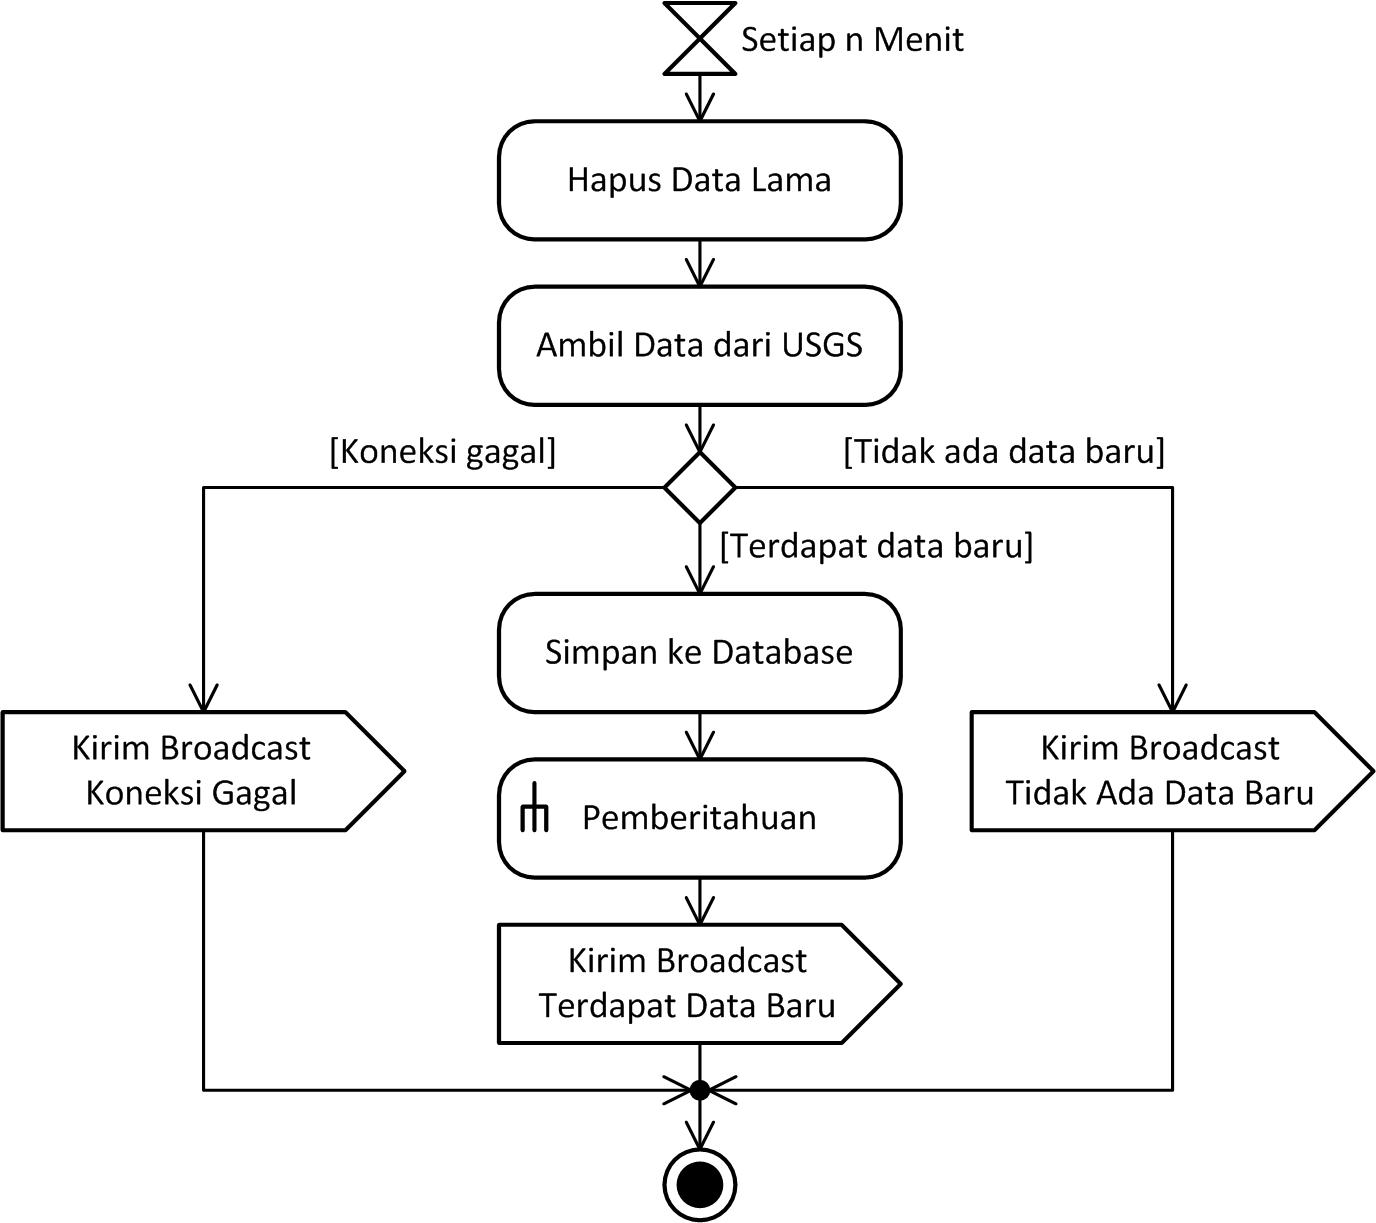 Setiap n Menit
Hapus Data Lama
Ambil Data dari USGS
[Koneksi gagal]
[Tidak ada data baru]
[Terdapat data baru]
Simpan ke Database
Kirim Broadcast
Koneksi Gagal
Kirim Broadcast
Tidak Ada Data Baru
Pemberitahuan
Kirim Broadcast
Terdapat Data Baru